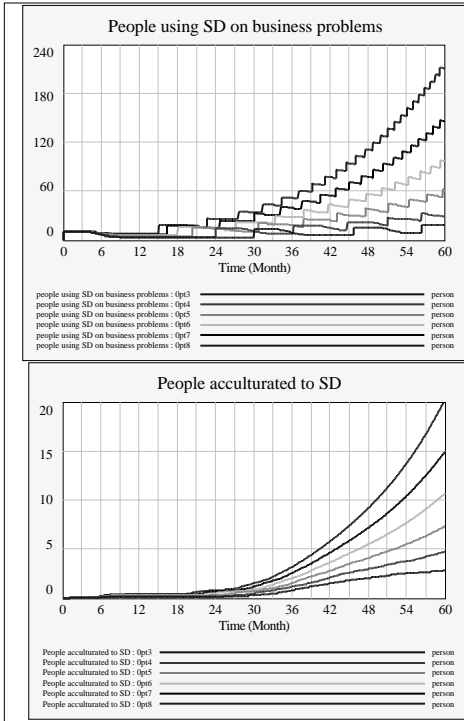 People using SD on business problems
240
180
120
60
0
0 6 12 18 24 30 36 42 48 54 60
Time (Month)
people using SD on business problems : 0pt3 person
people using SD on business problems : 0pt4 person
people using SD on business problems : 0pt5 person
people using SD on business problems : 0pt6 person
people using SD on business problems : 0pt7 person
people using SD on business problems : 0pt8 person
People acculturated to SD
20
15
10
5
0
0 6 12 18 24 30 36 42 48 54 60
Time (Month)
People acculturated to SD : 0pt3 person
People acculturated to SD : 0pt4 person
People acculturated to SD : 0pt5 person
People acculturated to SD : 0pt6 person
People acculturated to SD : 0pt7 person
People acculturated to SD : 0pt8 person